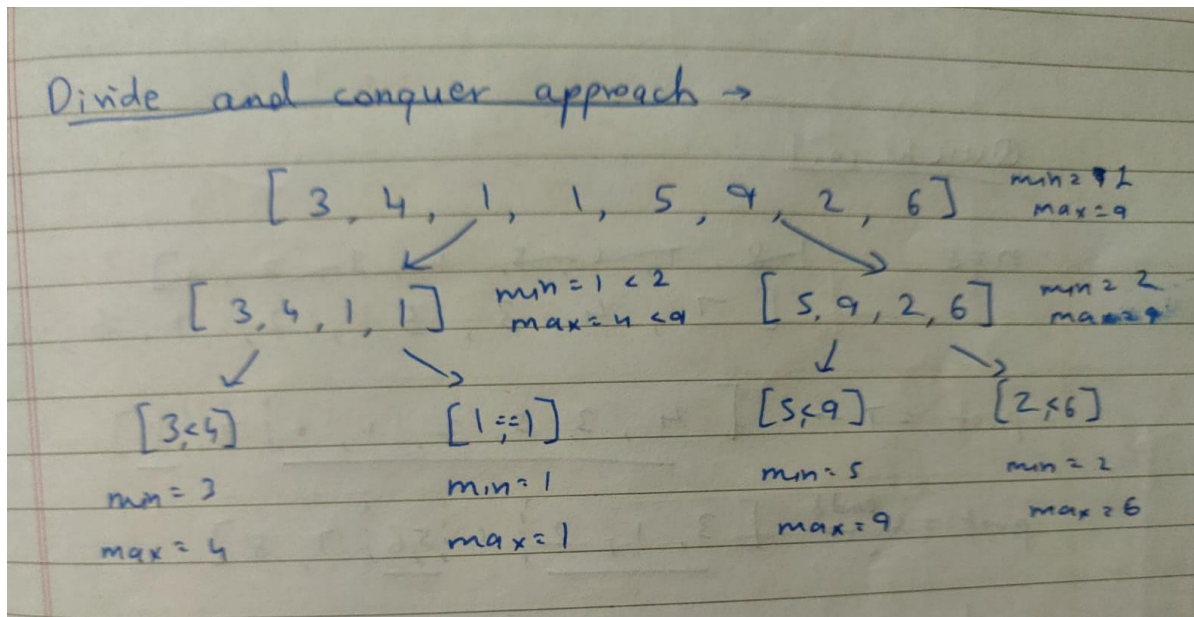 Divide and conquer approach →
[3, 4, 1, 1, 5, 9, 2, 6] min = 1
max = 9
[3, 4, 1, 1] min = 1 < 2 [5, 9, 2, 6] min = 2
max = 4 < 9 max = 9
[3,<4] [1,==1] [5,<9] [2,<6]
min = 3 min = 1 min = 5 min = 2
max = 4 max = 1 max = 9 max = 6